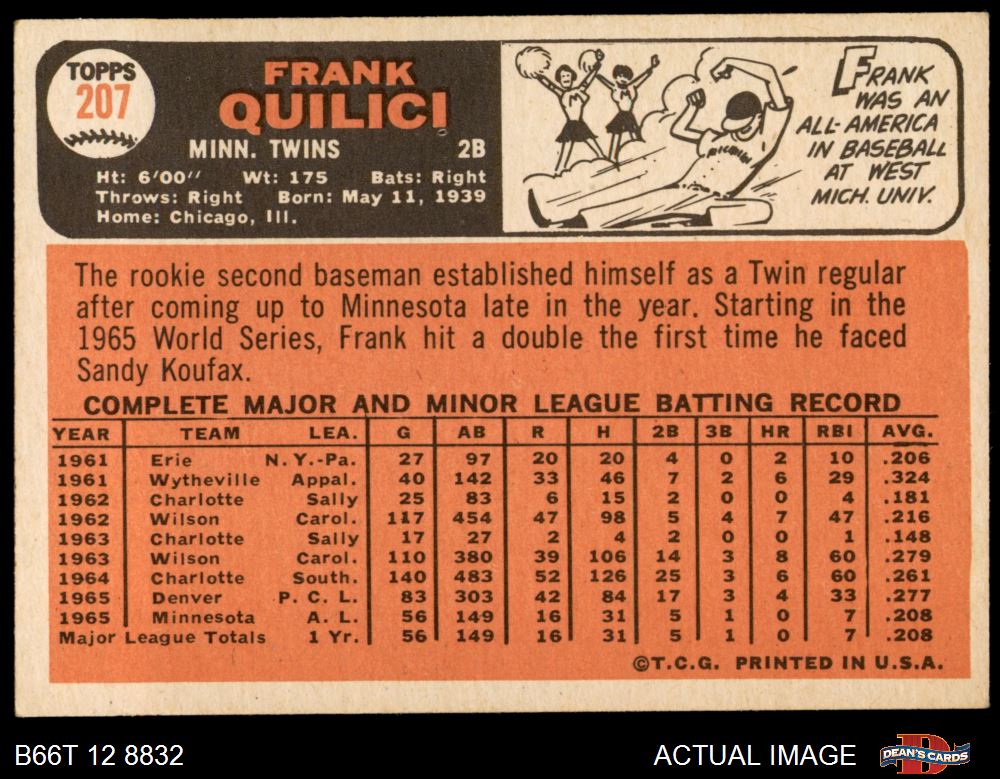 TOPPS
207
FRANK
QUILICI
MINN. TWINS 2B
Ht: 6'00" Wt: 175 Bats: Right
Throws: Right Born: May 11, 1939
Home: Chicago, Ill.
FRANK
WAS AN
ALL-AMERICA
IN BASEBALL
AT WEST
MICH. UNIV.
M
The rookie second baseman established himself as a Twin regular
after coming up to Minnesota late in the year. Starting in the
1965 World Series, Frank hit a double the first time he faced
Sandy Koufax.
COMPLETE MAJOR AND MINOR LEAGUE BATTING RECORD
YEAR TEAM LEA. G AB R H 2B 3B HR RBI AVG.
1961 Erie N.Y.-Pa. 27 97 20 20 4 0 2 10 .206
1961 Wytheville Appal. 40 142 33 46 7 2 6 29 .324
1962 Charlotte Sally 25 83 6 15 2 0 0 4 .181
1962 Wilson Carol. 117 454 47 98 5 4 7 47 .216
1963 Charlotte Sally 17 27 2 4 2 0 0 1 .148
1963 Wilson Carol. 110 380 39 106 14 3 8 60 .279
1964 Charlotte South. 140 483 52 126 25 3 6 60 .261
1965 Denver P. C. L. 83 303 42 84 17 3 4 33 .277
1965 Minnesota A. L. 56 149 16 31 5 1 0 7 .208
Major League Totals 1 Yr. 56 149 16 31 5 1 0 7 .208
©T.C.G. PRINTED IN U.S.A.
B66T 12 8832 ACTUAL IMAGE DEAN'S CARDS